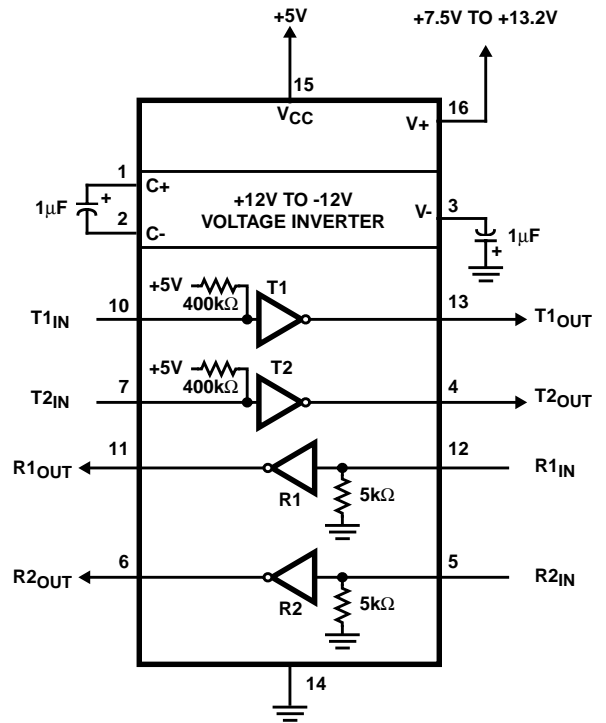 +5V
+7.5V TO +13.2V
15
VCC
16
V+
1
C+
+12V TO -12V
VOLTAGE INVERTER
1µF
+
2
C-
V-
3
1µF
+
+5V
400kΩ
T1
T1IN
10
13
T1OUT
+5V
400kΩ
T2
T2IN
7
4
T2OUT
R1OUT
11
R1
5kΩ
12
R1IN
R2OUT
6
R2
5kΩ
5
R2IN
14